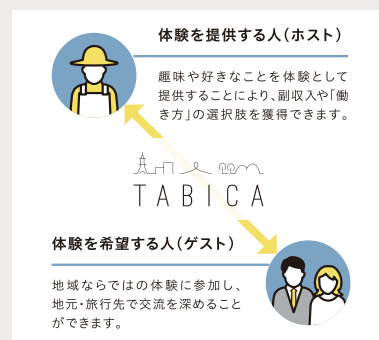 体験を提供する人(ホスト)
趣味や好きなことを体験として
提供することにより、副収入や「働
き方」の選択肢を獲得できます。
TABICA
体験を希望する人(ゲスト)
地域ならではの体験に参加し、
地元・旅行先で交流を深めること
ができます。